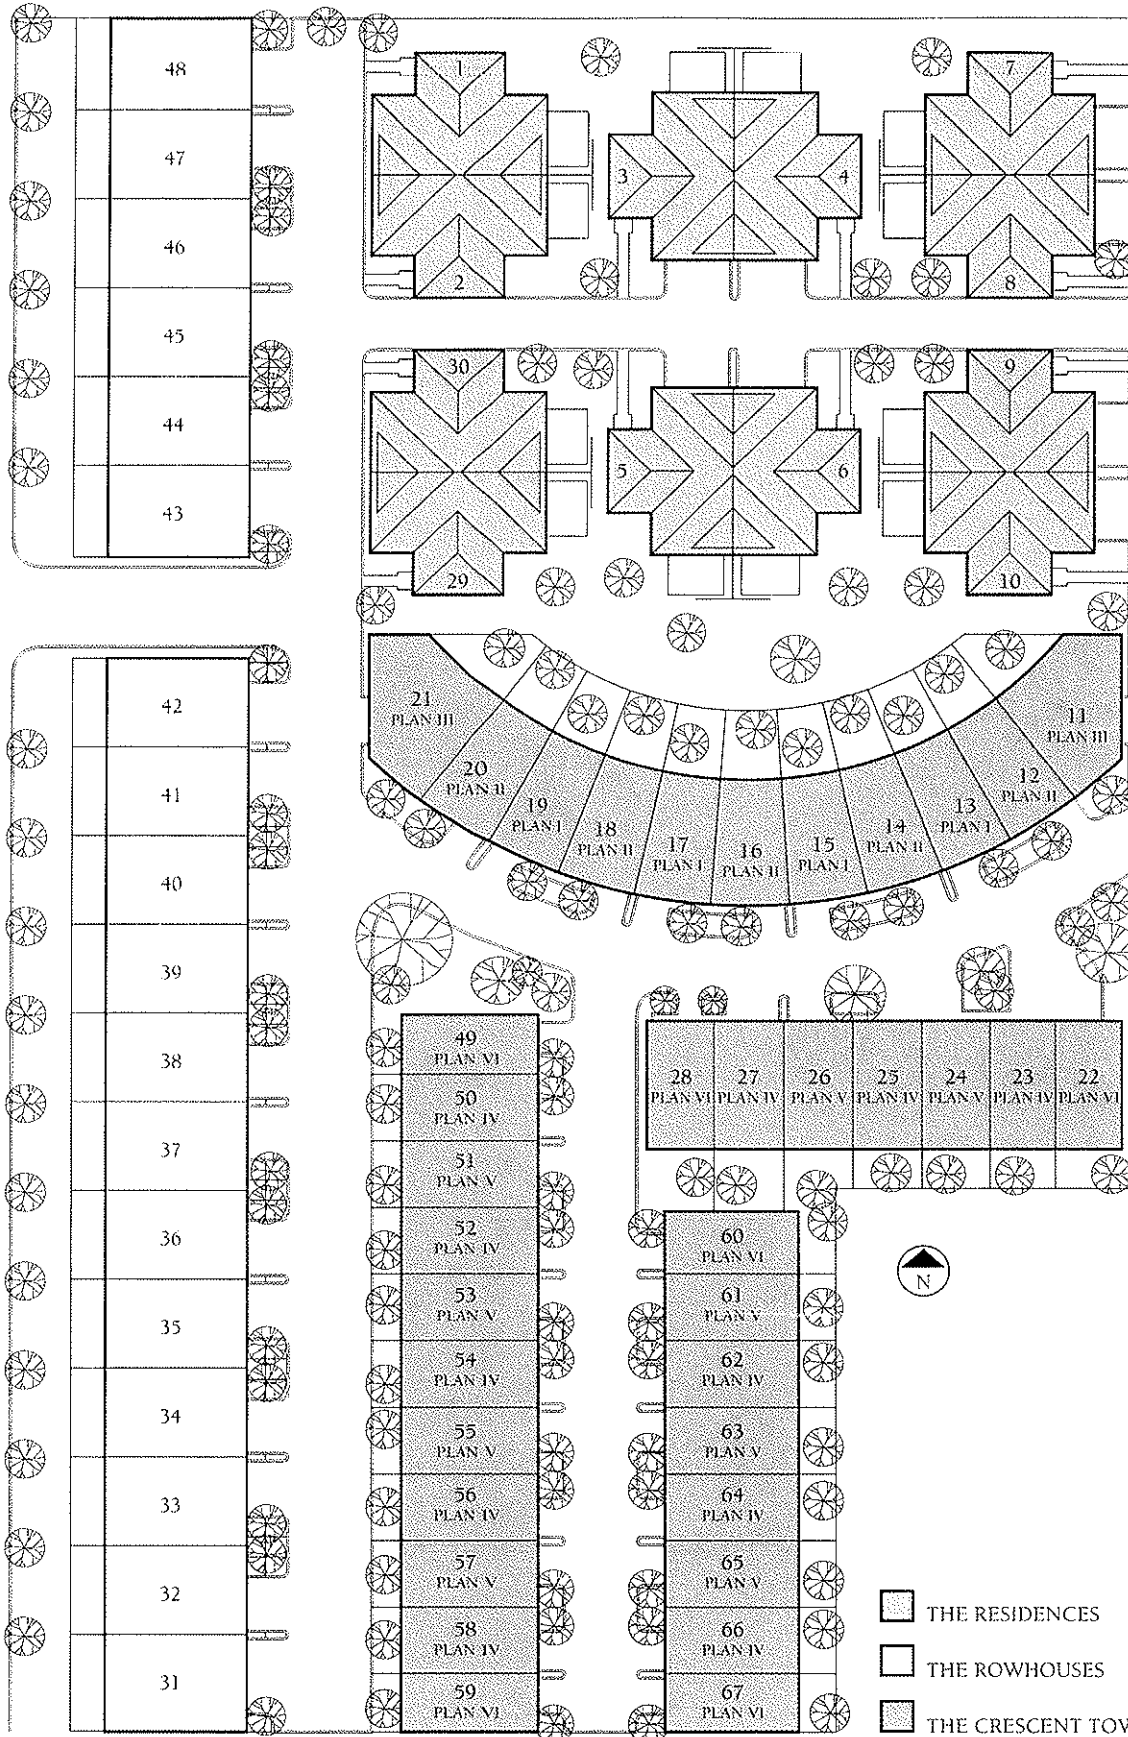 48
47
46
45
44
43
1
2
3
4
7
8
30
29
5
6
9
10
42
41
40
39
38
37
36
35
34
33
32
31
21
PLAN III
20
PLAN II
19
PLAN I
18
PLAN II
17
PLAN I
16
PLAN II
15
PLAN I
14
PLAN II
13
PLAN I
12
PLAN II
11
PLAN III
28
PLAN VI
27
PLAN IV
26
PLAN V
25
PLAN IV
24
PLAN V
23
PLAN IV
22
PLAN VI
49
PLAN VI
50
PLAN IV
51
PLAN V
52
PLAN IV
53
PLAN V
54
PLAN IV
55
PLAN V
56
PLAN IV
57
PLAN V
58
PLAN IV
59
PLAN VI
60
PLAN VI
61
PLAN V
62
PLAN IV
63
PLAN V
64
PLAN IV
65
PLAN V
66
PLAN IV
67
PLAN VI
N
THE RESIDENCES
THE ROWHOUSES
THE CRESCENT TOW